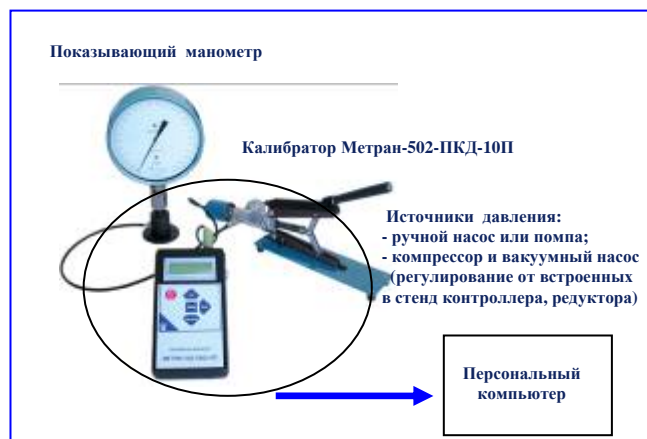 Показывающий манометр
Калибратор Метран-502-ПКД-10П
Источники давления:
- ручной насос или помпа;
- компрессор и вакуумный насос
(регулирование от встроенных
в стенд контроллера, редуктора)
Персональный
компьютер